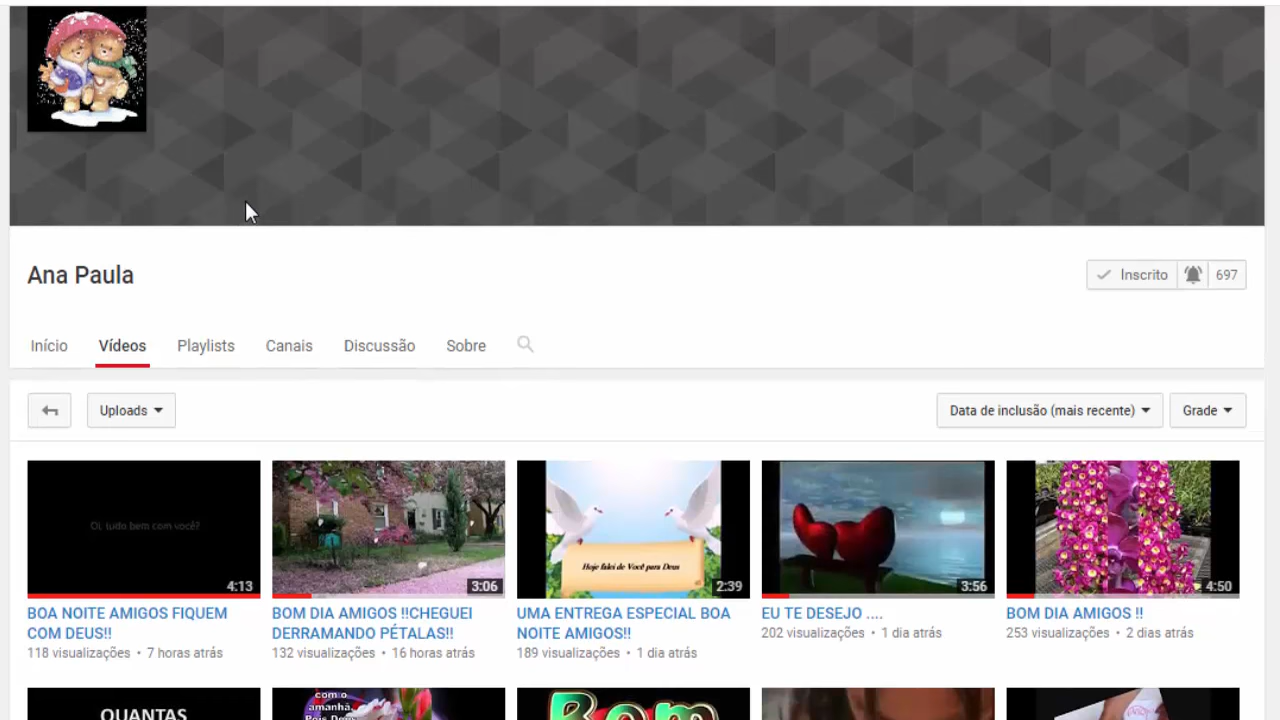 Ana Paula
Inscrito 697
Início Vídeos Playlists Canais Discussão Sobre
Uploads Data de inclusão (mais recente) Grade
Oi, tudo bem com você?
4:13
BOA NOITE AMIGOS FIQUEM
COM DEUS!!
118 visualizações • 7 horas atrás
3:06
BOM DIA AMIGOS !!CHEGUEI
DERRAMANDO PÉTALAS!!
132 visualizações • 16 horas atrás
Hoje falei de Você para Deus
2:39
UMA ENTREGA ESPECIAL BOA
NOITE AMIGOS!!
189 visualizações • 1 dia atrás
3:56
EU TE DESEJO ....
202 visualizações • 1 dia atrás
4:50
BOM DIA AMIGOS !!
253 visualizações • 2 dias atrás
QUANTAS
com o
amanhã,
Pois Deus
Bom